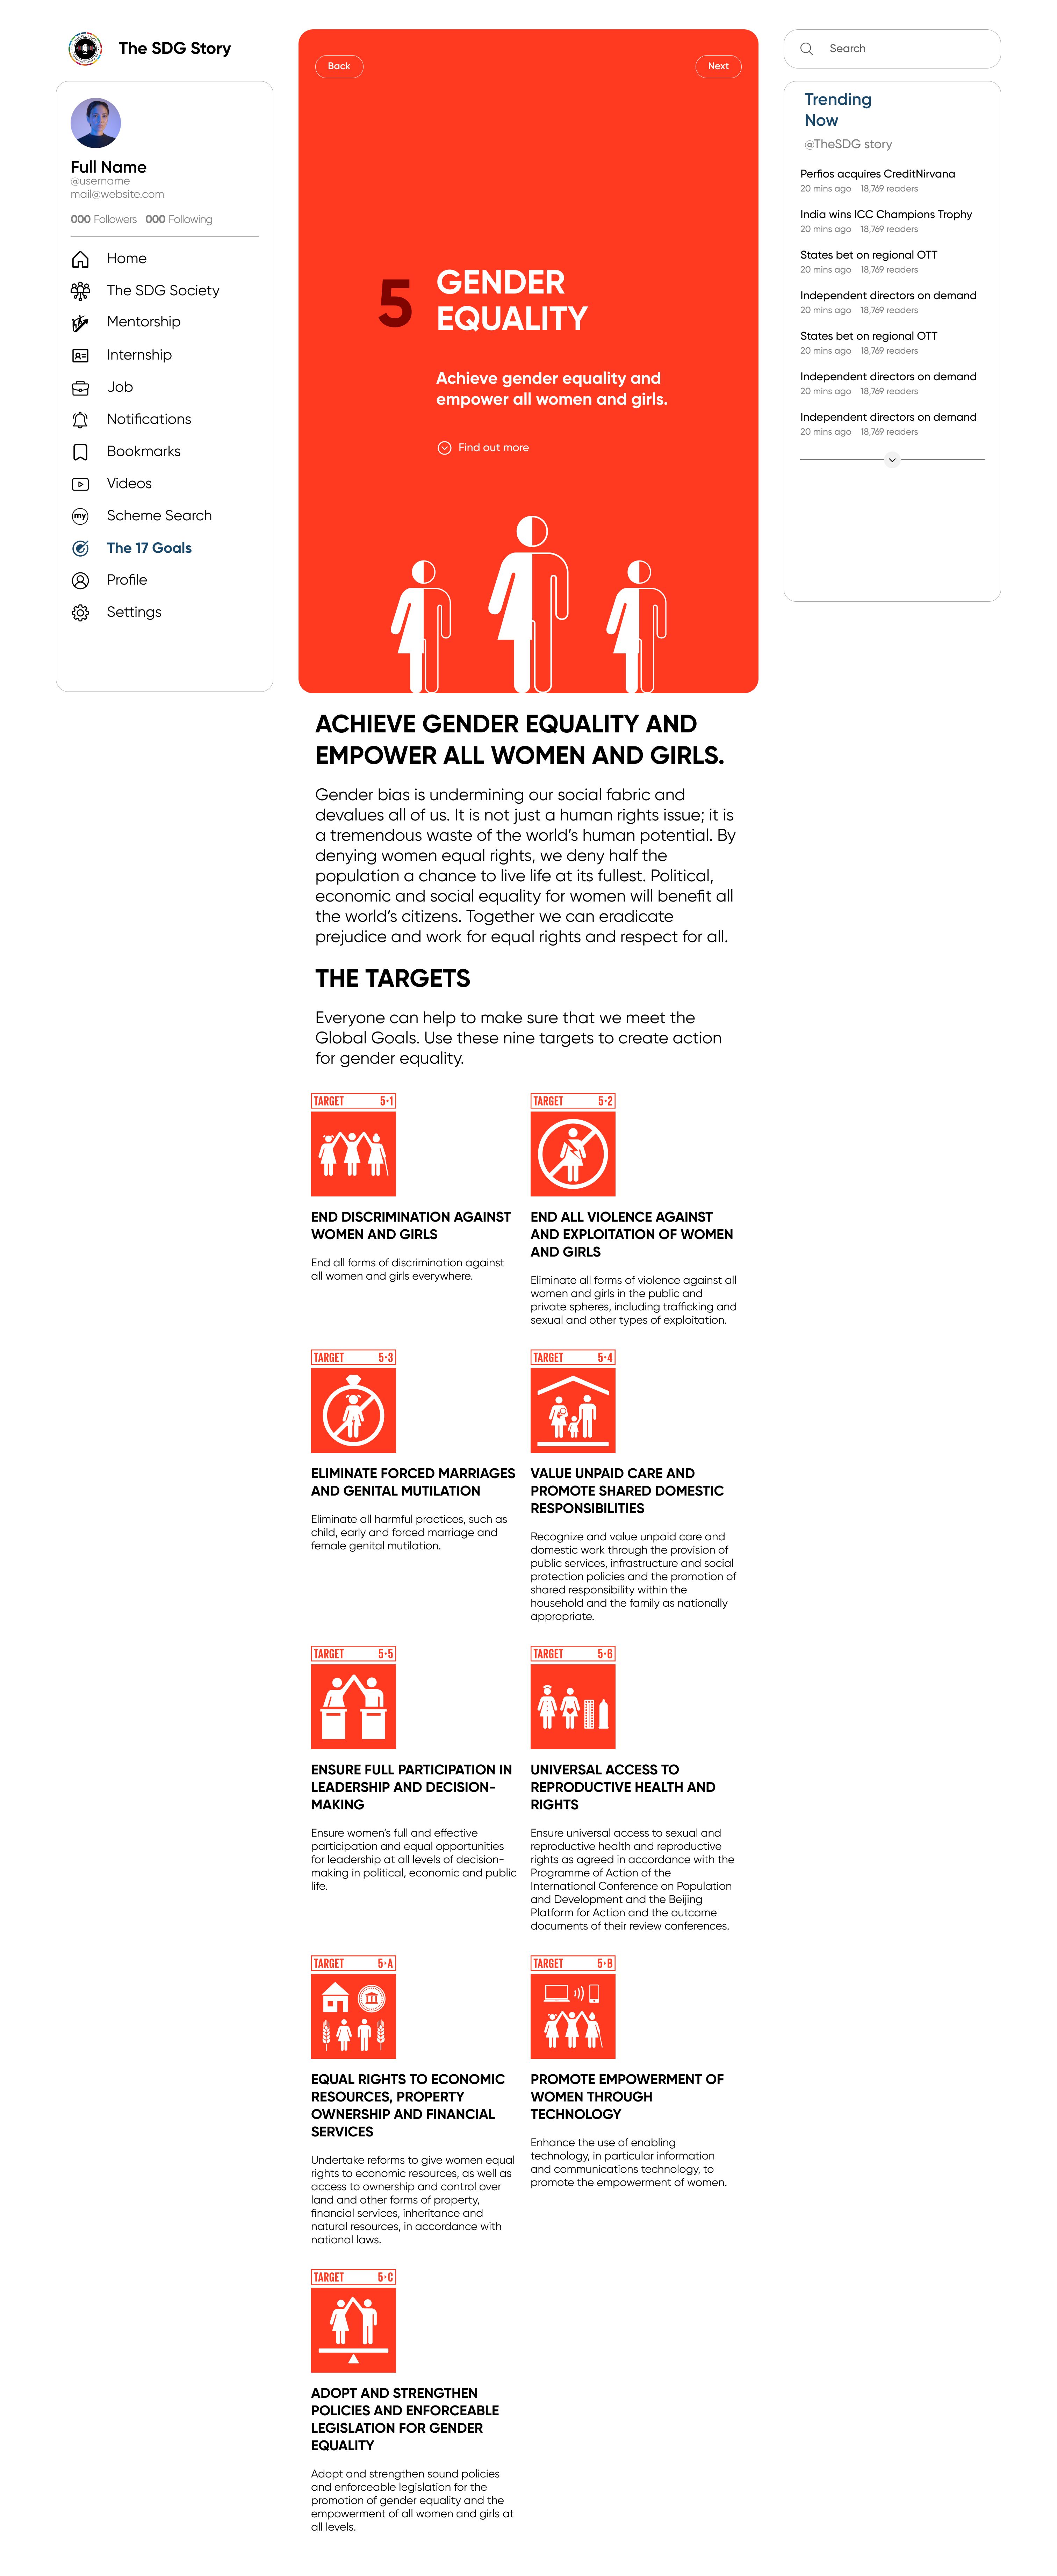 The SDG Story
Full Name
@username
mail@website.com
000 Followers 000 Following
Home
The SDG Society
Mentorship
Internship
Job
Notifications
Bookmarks
Videos
my
Scheme Search
The 17 Goals
Profile
Settings
Back
Next
5
GENDER
EQUALITY
Achieve gender equality and
empower all women and girls.
Find out more
Search
Trending
Now
@TheSDG story
Perfios acquires CreditNirvana
20 mins ago 18,769 readers
India wins ICC Champions Trophy
20 mins ago 18,769 readers
States bet on regional OTT
20 mins ago 18,769 readers
Independent directors on demand
20 mins ago 18,769 readers
States bet on regional OTT
20 mins ago 18,769 readers
Independent directors on demand
20 mins ago 18,769 readers
Independent directors on demand
20 mins ago 18,769 readers
ACHIEVE GENDER EQUALITY AND
EMPOWER ALL WOMEN AND GIRLS.
Gender bias is undermining our social fabric and
devalues all of us. It is not just a human rights issue; it is
a tremendous waste of the world's human potential. By
denying women equal rights, we deny half the
population a chance to live life at its fullest. Political,
economic and social equality for women will benefit all
the world's citizens. Together we can eradicate
prejudice and work for equal rights and respect for all.
THE TARGETS
Everyone can help to make sure that we meet the
Global Goals. Use these nine targets to create action
for gender equality.
TARGET 5·1
END DISCRIMINATION AGAINST
WOMEN AND GIRLS
End all forms of discrimination against
all women and girls everywhere.
TARGET 5·2
END ALL VIOLENCE AGAINST
AND EXPLOITATION OF WOMEN
AND GIRLS
Eliminate all forms of violence against all
women and girls in the public and
private spheres, including trafficking and
sexual and other types of exploitation.
TARGET 5·3
ELIMINATE FORCED MARRIAGES
AND GENITAL MUTILATION
Eliminate all harmful practices, such as
child, early and forced marriage and
female genital mutilation.
TARGET 5·4
VALUE UNPAID CARE AND
PROMOTE SHARED DOMESTIC
RESPONSIBILITIES
Recognize and value unpaid care and
domestic work through the provision of
public services, infrastructure and social
protection policies and the promotion of
shared responsibility within the
household and the family as nationally
appropriate.
TARGET 5·5
ENSURE FULL PARTICIPATION IN
LEADERSHIP AND DECISION-
MAKING
Ensure women's full and effective
participation and equal opportunities
for leadership at all levels of decision-
making in political, economic and public
life.
TARGET 5·6
UNIVERSAL ACCESS TO
REPRODUCTIVE HEALTH AND
RIGHTS
Ensure universal access to sexual and
reproductive health and reproductive
rights as agreed in accordance with the
Programme of Action of the
International Conference on Population
and Development and the Beijing
Platform for Action and the outcome
documents of their review conferences.
TARGET 5·A
EQUAL RIGHTS TO ECONOMIC
RESOURCES, PROPERTY
OWNERSHIP AND FINANCIAL
SERVICES
Undertake reforms to give women equal
rights to economic resources, as well as
access to ownership and control over
land and other forms of property,
financial services, inheritance and
natural resources, in accordance with
national laws.
TARGET 5·B
PROMOTE EMPOWERMENT OF
WOMEN THROUGH
TECHNOLOGY
Enhance the use of enabling
technology, in particular information
and communications technology, to
promote the empowerment of women.
TARGET 5·C
ADOPT AND STRENGTHEN
POLICIES AND ENFORCEABLE
LEGISLATION FOR GENDER
EQUALITY
Adopt and strengthen sound policies
and enforceable legislation for the
promotion of gender equality and the
empowerment of all women and girls at
all levels.